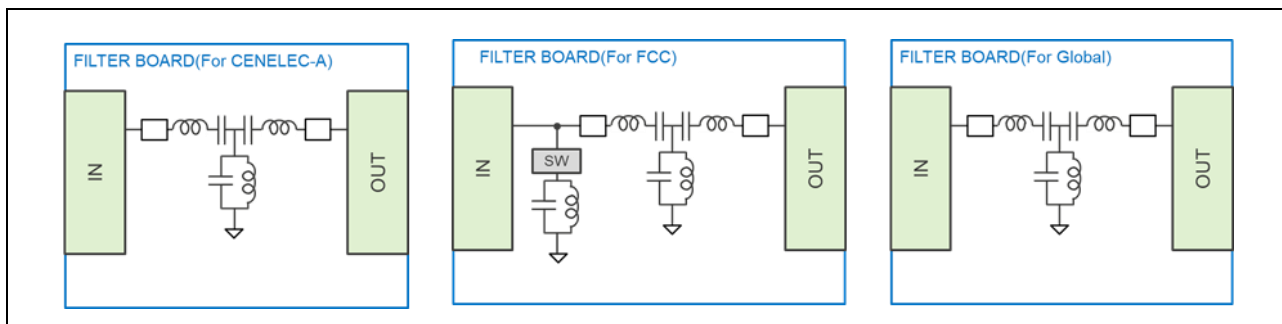 FILTER BOARD(For CENELEC-A)
IN
OUT
FILTER BOARD(For FCC)
IN
SW
OUT
FILTER BOARD(For Global)
IN
OUT